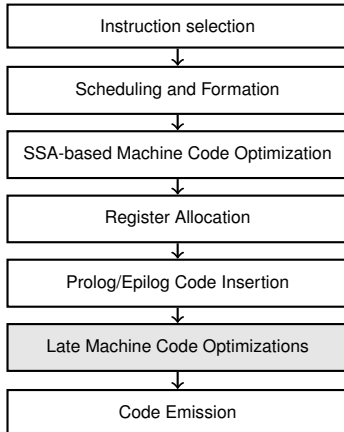 Instruction selection
Scheduling and Formation
SSA-based Machine Code Optimization
Register Allocation
Prolog/Epilog Code Insertion
Late Machine Code Optimizations
Code Emission